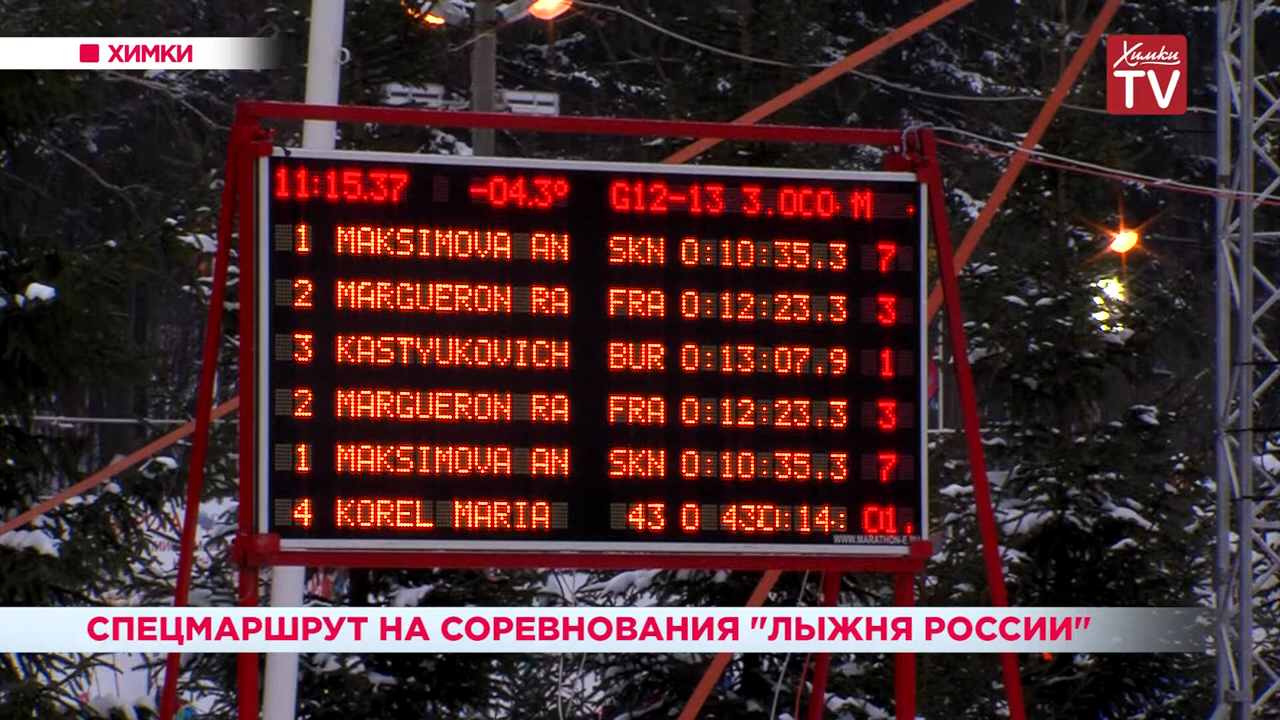 ХИМКИ
Химки
TV
11:15.37 -04.3° G12-13 3.000 M
1 MAKSIMOVA AN SKN 0:10:35.3 7
2 MARGUERON RA FRA 0:12:23.3 3
3 KASTYUKOVICH BUR 0:13:07.9 1
2 MARGUERON RA FRA 0:12:23.3 3
1 MAKSIMOVA AN SKN 0:10:35.3 7
4 KOREL MARIA 43 0
WWW.MARATHON-E.RU
СПЕЦМАРШРУТ НА СОРЕВНОВАНИЯ "ЛЫЖНЯ РОССИИ"